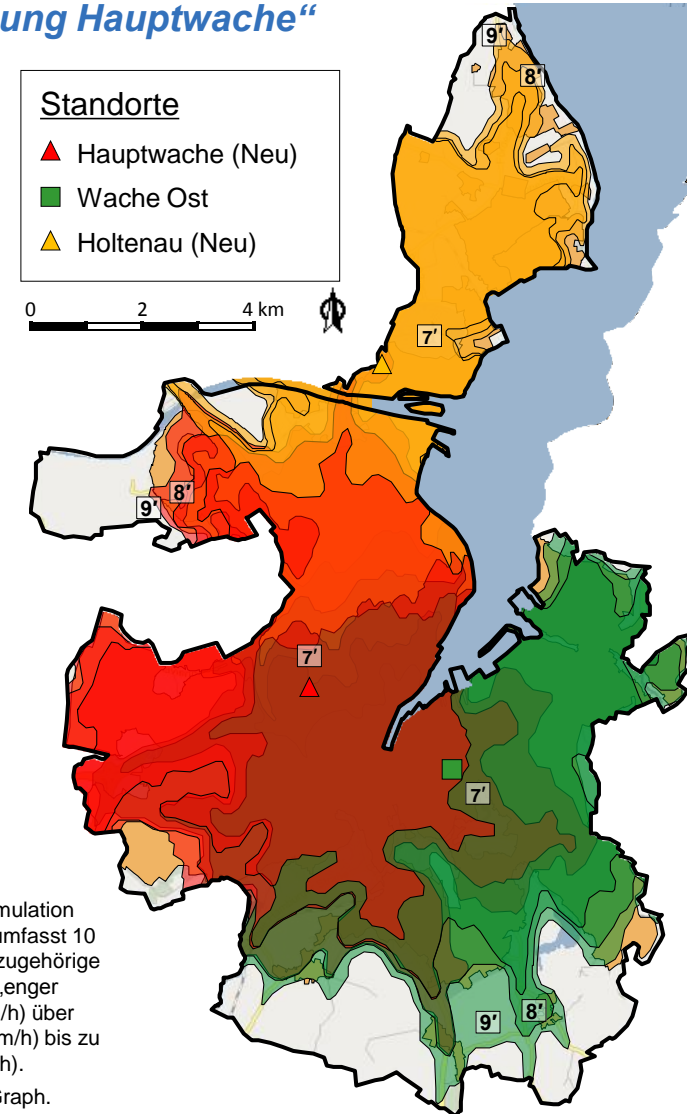 ung Hauptwache“
Standorte
Hauptwache (Neu)
Wache Ost
Holtenau (Neu)
0 2 4 km
9′
8′
7′
8′
9′
7′
7′
9′
8′
mulation
umfasst 10
zugehörige
„enger
/h) über
m/h) bis zu
h).
Graph.